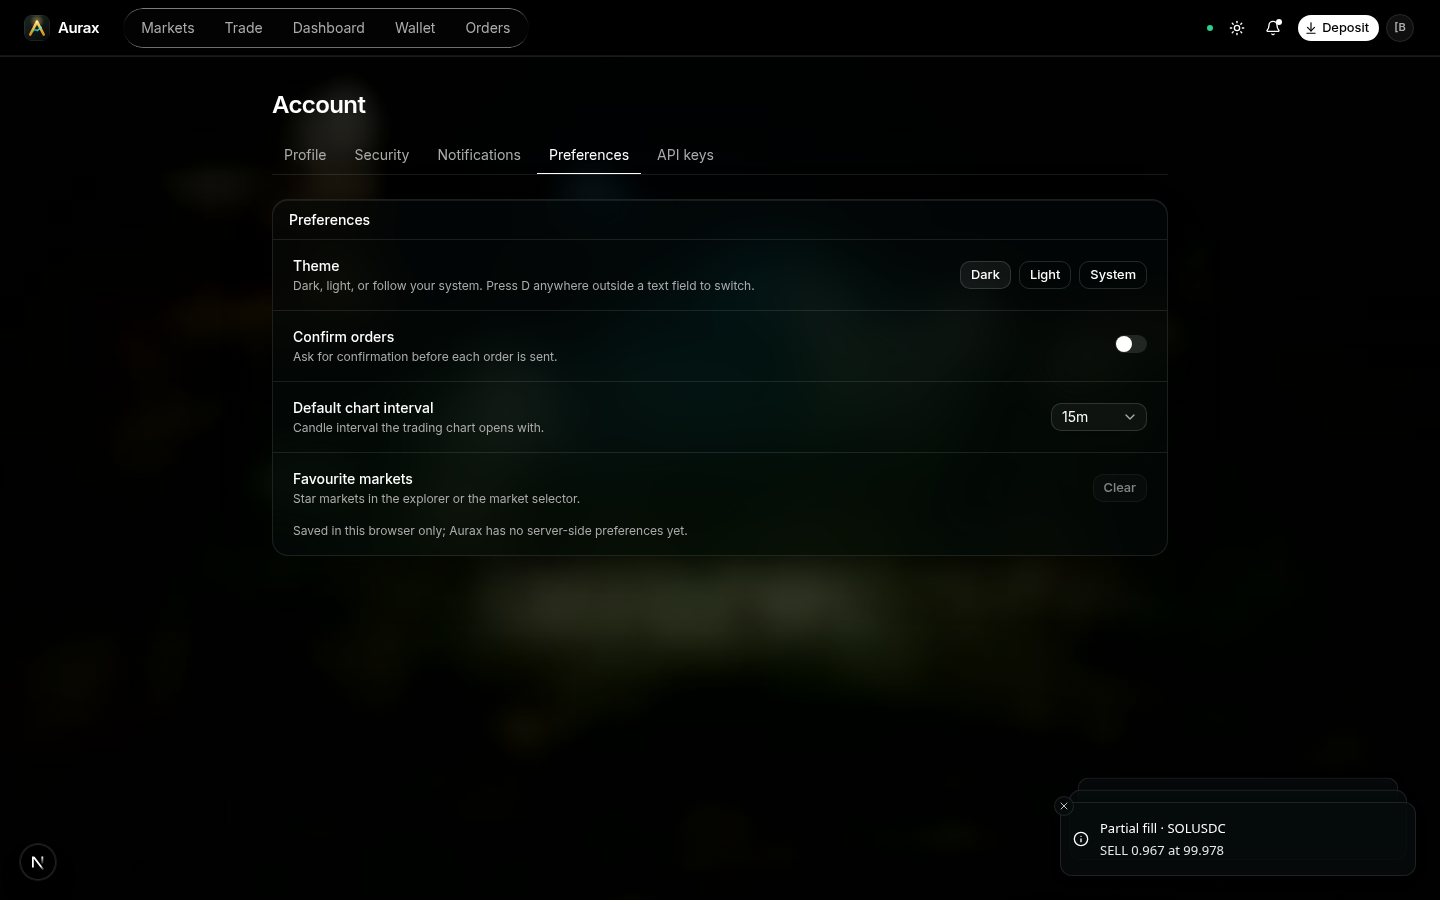 Aurax
Markets
Trade
Dashboard
Wallet
Orders
Deposit
[B
Account
Profile
Security
Notifications
Preferences
API keys
Preferences
Theme
Dark, light, or follow your system. Press D anywhere outside a text field to switch.
Dark
Light
System
Confirm orders
Ask for confirmation before each order is sent.
Default chart interval
Candle interval the trading chart opens with.
15m
Favourite markets
Star markets in the explorer or the market selector.
Clear
Saved in this browser only; Aurax has no server-side preferences yet.
Partial fill · SOLUSDC
SELL 0.967 at 99.978
N